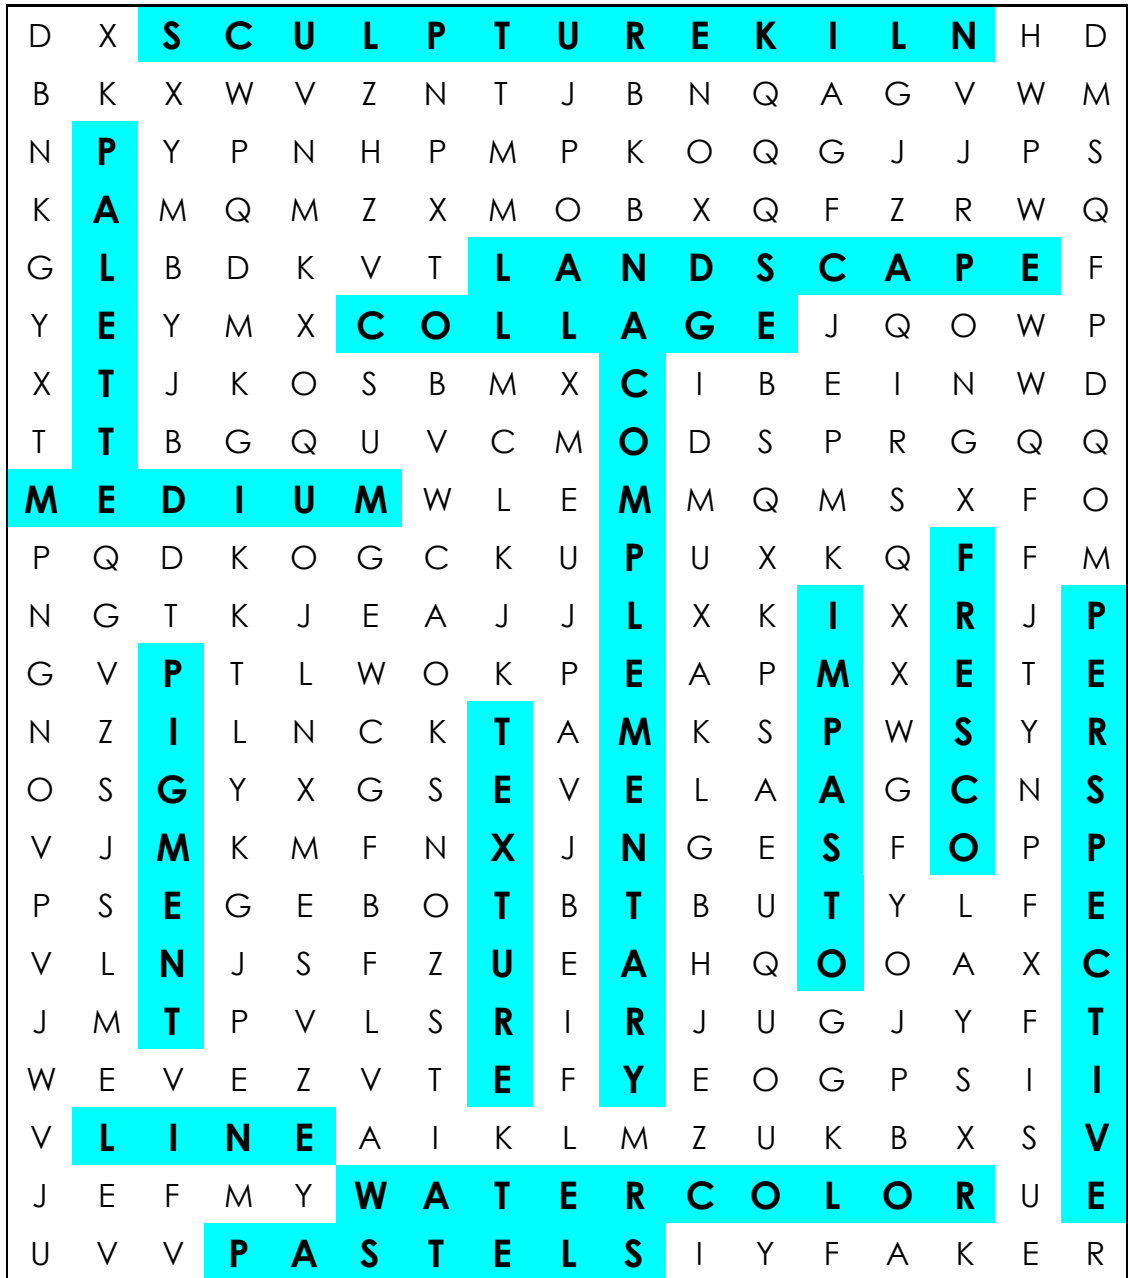 D X S C U L P T U R E K I L N H D
B K X W V Z N T J B N Q A G V W M
N P Y P N H P M P K O Q G J J P S
K A M Q M Z X M O B X Q F Z R W Q
G L B D K V T L A N D S C A P E F
Y E Y M X C O L L A G E J Q O W P
X T J K O S B M X C I B E I N W D
T T B G Q U V C M O D S P R G Q Q
M E D I U M W L E M M Q M S X F O
P Q D K O G C K U P U X K Q F F M
N G T K J E A J J L X K I X R J P
G V P T L W O K P E A P M X E T E
N Z I L N C K T A M K S P W S Y R
O S G Y X G S E V E L A A G C N S
V J M K M F N X J N G E S F O P P
P S E G E B O T B T B U T Y L F E
V L N J S F Z U E A H Q O O A X C
J M T P V L S R I R J U G J Y F T
W E V E Z V T E F Y E O G P S I I
V L I N E A I K L M Z U K B X S V
J E F M Y W A T E R C O L O R U E
U V V P A S T E L S I Y F A K E R